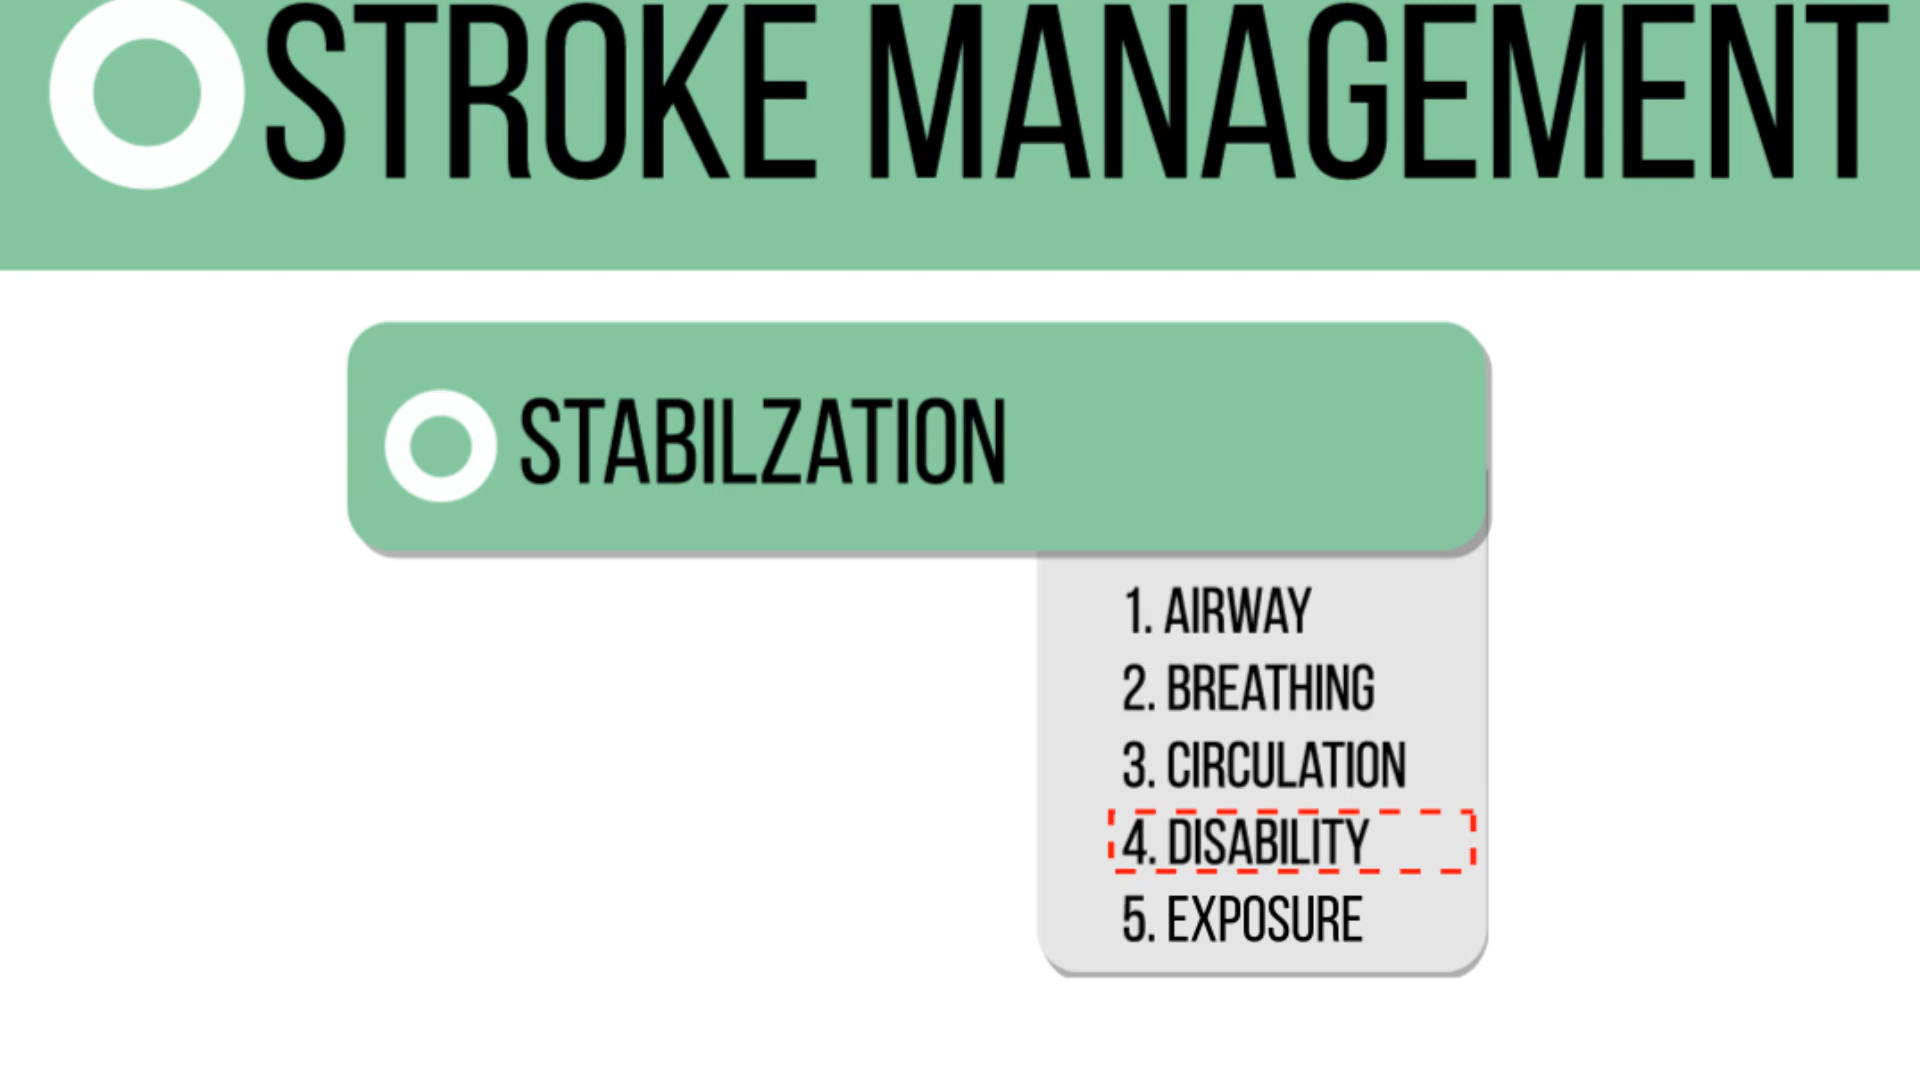 STROKE MANAGEMENT
STABILZATION
1. AIRWAY
2. BREATHING
3. CIRCULATION
4. DISABILITY
5. EXPOSURE